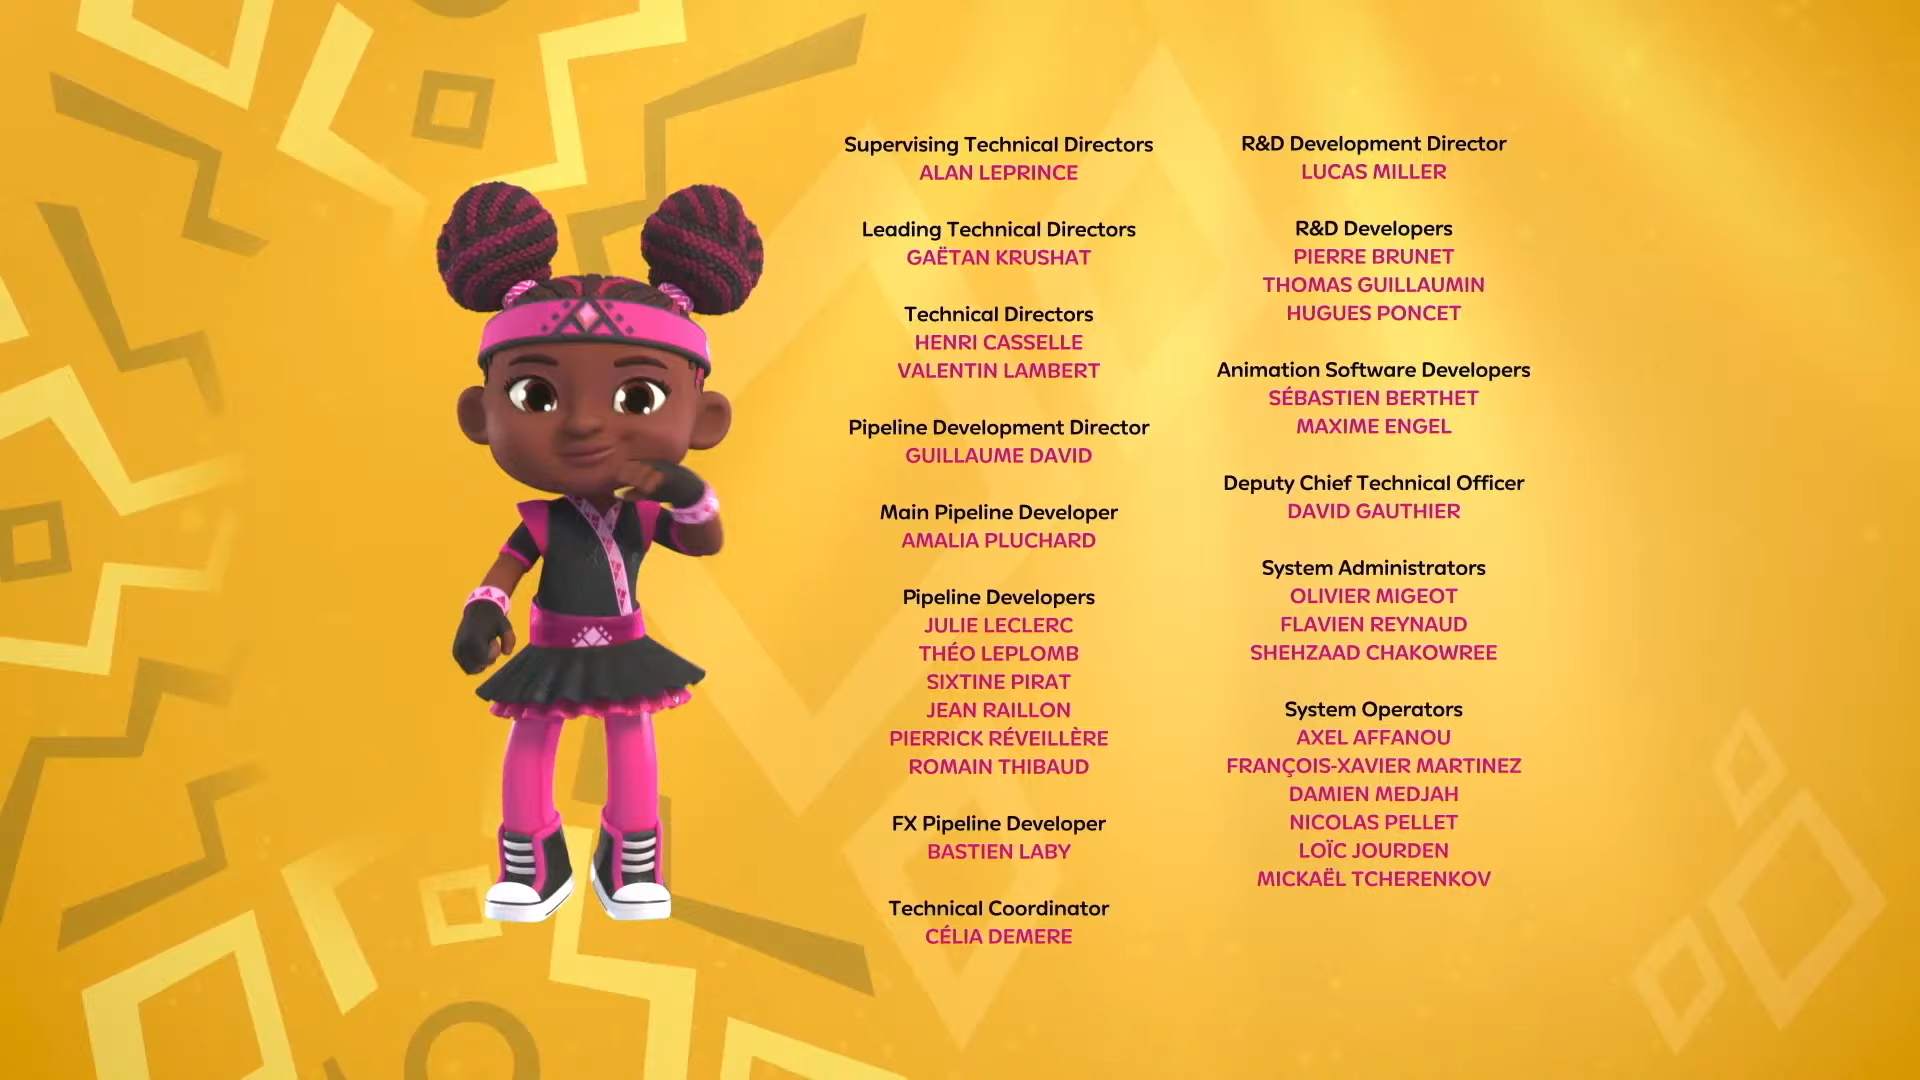 Supervising Technical Directors
ALAN LEPRINCE
Leading Technical Directors
GAËTAN KRUSHAT
Technical Directors
HENRI CASSELLE
VALENTIN LAMBERT
Pipeline Development Director
GUILLAUME DAVID
Main Pipeline Developer
AMALIA PLUCHARD
Pipeline Developers
JULIE LECLERC
THÉO LEPLOMB
SIXTINE PIRAT
JEAN RAILLON
PIERRICK RÉVEILLÈRE
ROMAIN THIBAUD
FX Pipeline Developer
BASTIEN LABY
Technical Coordinator
CÉLIA DEMERE
R&D Development Director
LUCAS MILLER
R&D Developers
PIERRE BRUNET
THOMAS GUILLAUMIN
HUGUES PONCET
Animation Software Developers
SÉBASTIEN BERTHET
MAXIME ENGEL
Deputy Chief Technical Officer
DAVID GAUTHIER
System Administrators
OLIVIER MIGEOT
FLAVIEN REYNAUD
SHEHZAAD CHAKOWREE
System Operators
AXEL AFFANOU
FRANÇOIS-XAVIER MARTINEZ
DAMIEN MEDJAH
NICOLAS PELLET
LOÏC JOURDEN
MICKAËL TCHERENKOV